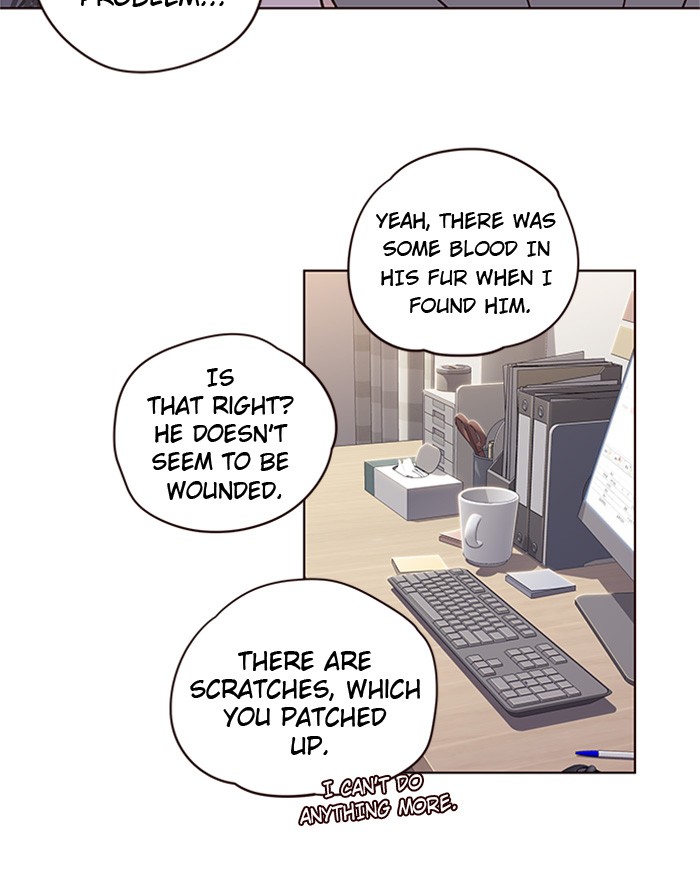 PROBLEM...
YEAH, THERE WAS
SOME BLOOD IN
HIS FUR WHEN I
FOUND HIM.
IS
THAT RIGHT?
HE DOESN'T
SEEM TO BE
WOUNDED.
THERE ARE
SCRATCHES, WHICH
YOU PATCHED
UP.
I CAN'T DO
ANYTHING MORE.